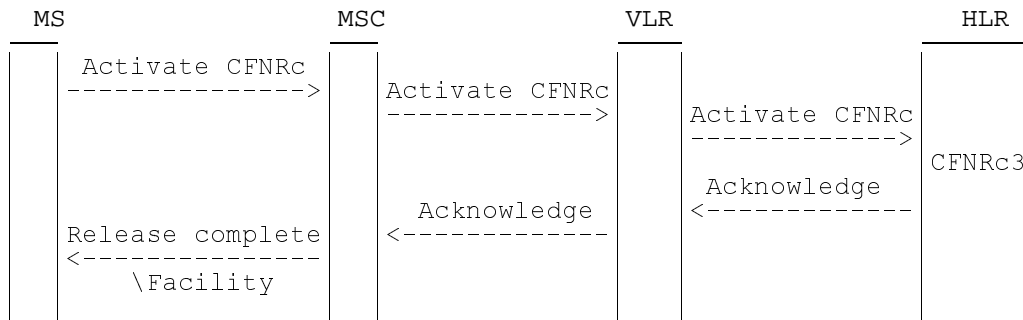 MS MSC VLR HLR
Activate CFNRc
--------------->
Activate CFNRc
------------->
Activate CFNRc
------------->
CFNRc3
Acknowledge
<-------------
Acknowledge
<-------------
Release complete
<---------------
\Facility